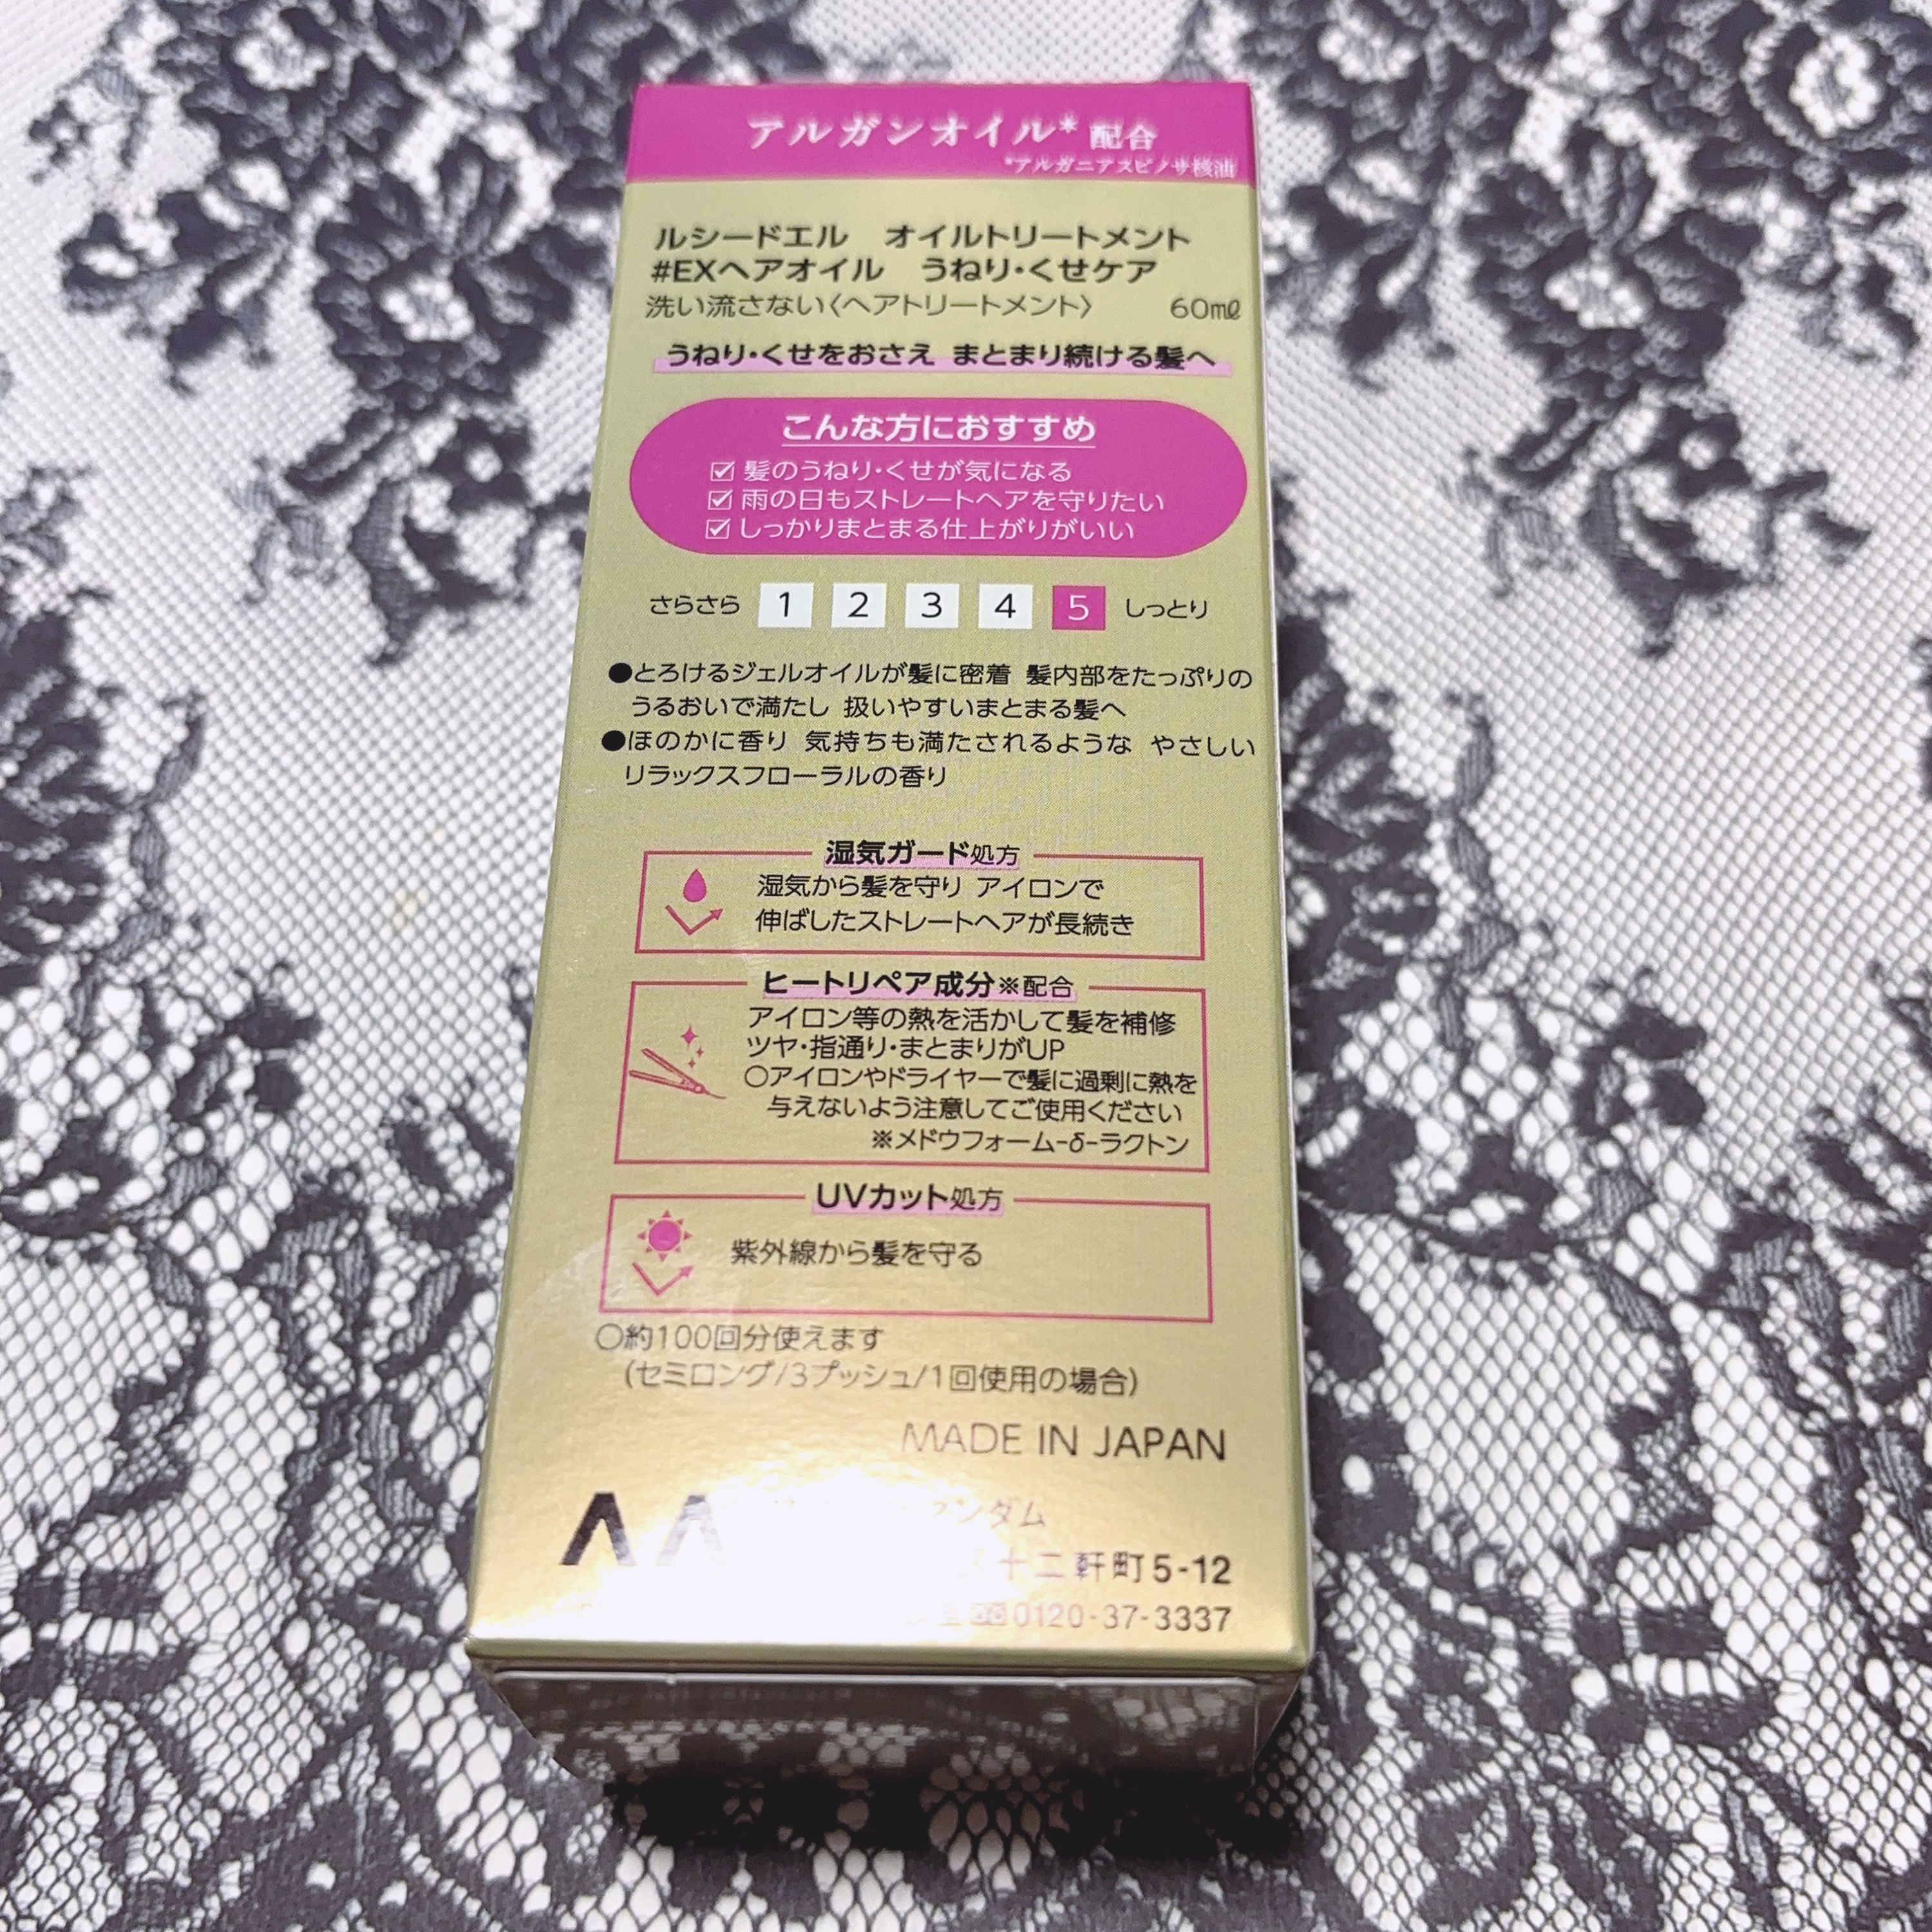 アルガンオイル* 配合
*アルガニアスピノサ核油
ルシードエル オイルトリートメント
#EXヘアオイル うねり・くせケア
洗い流さない〈ヘアトリートメント〉 60mℓ
うねり・くせをおさえ まとまり続ける髪へ
こんな方におすすめ
☑ 髪のうねり・くせが気になる
☑ 雨の日もストレートヘアを守りたい
☑ しっかりまとまる仕上がりがいい
さらさら 1 2 3 4 5 しっとり
●とろけるジェルオイルが髪に密着 髪内部をたっぷりの
うるおいで満たし 扱いやすいまとまる髪へ
●ほのかに香り 気持ちも満たされるような やさしい
リラックスフローラルの香り
湿気ガード処方
湿気から髪を守り アイロンで
伸ばしたストレートヘアが長続き
ヒートリペア成分※配合
アイロン等の熱を活かして髪を補修
ツヤ・指通り・まとまりがUP
○アイロンやドライヤーで髪に過剰に熱を
与えないよう注意してご使用ください
※メドウフォーム-δ-ラクトン
UVカット処方
紫外線から髪を守る
○約100回分使えます
(セミロング/3プッシュ/1回使用の場合)
MADE IN JAPAN
ンダム
十二軒町5-12
0120-37-3337